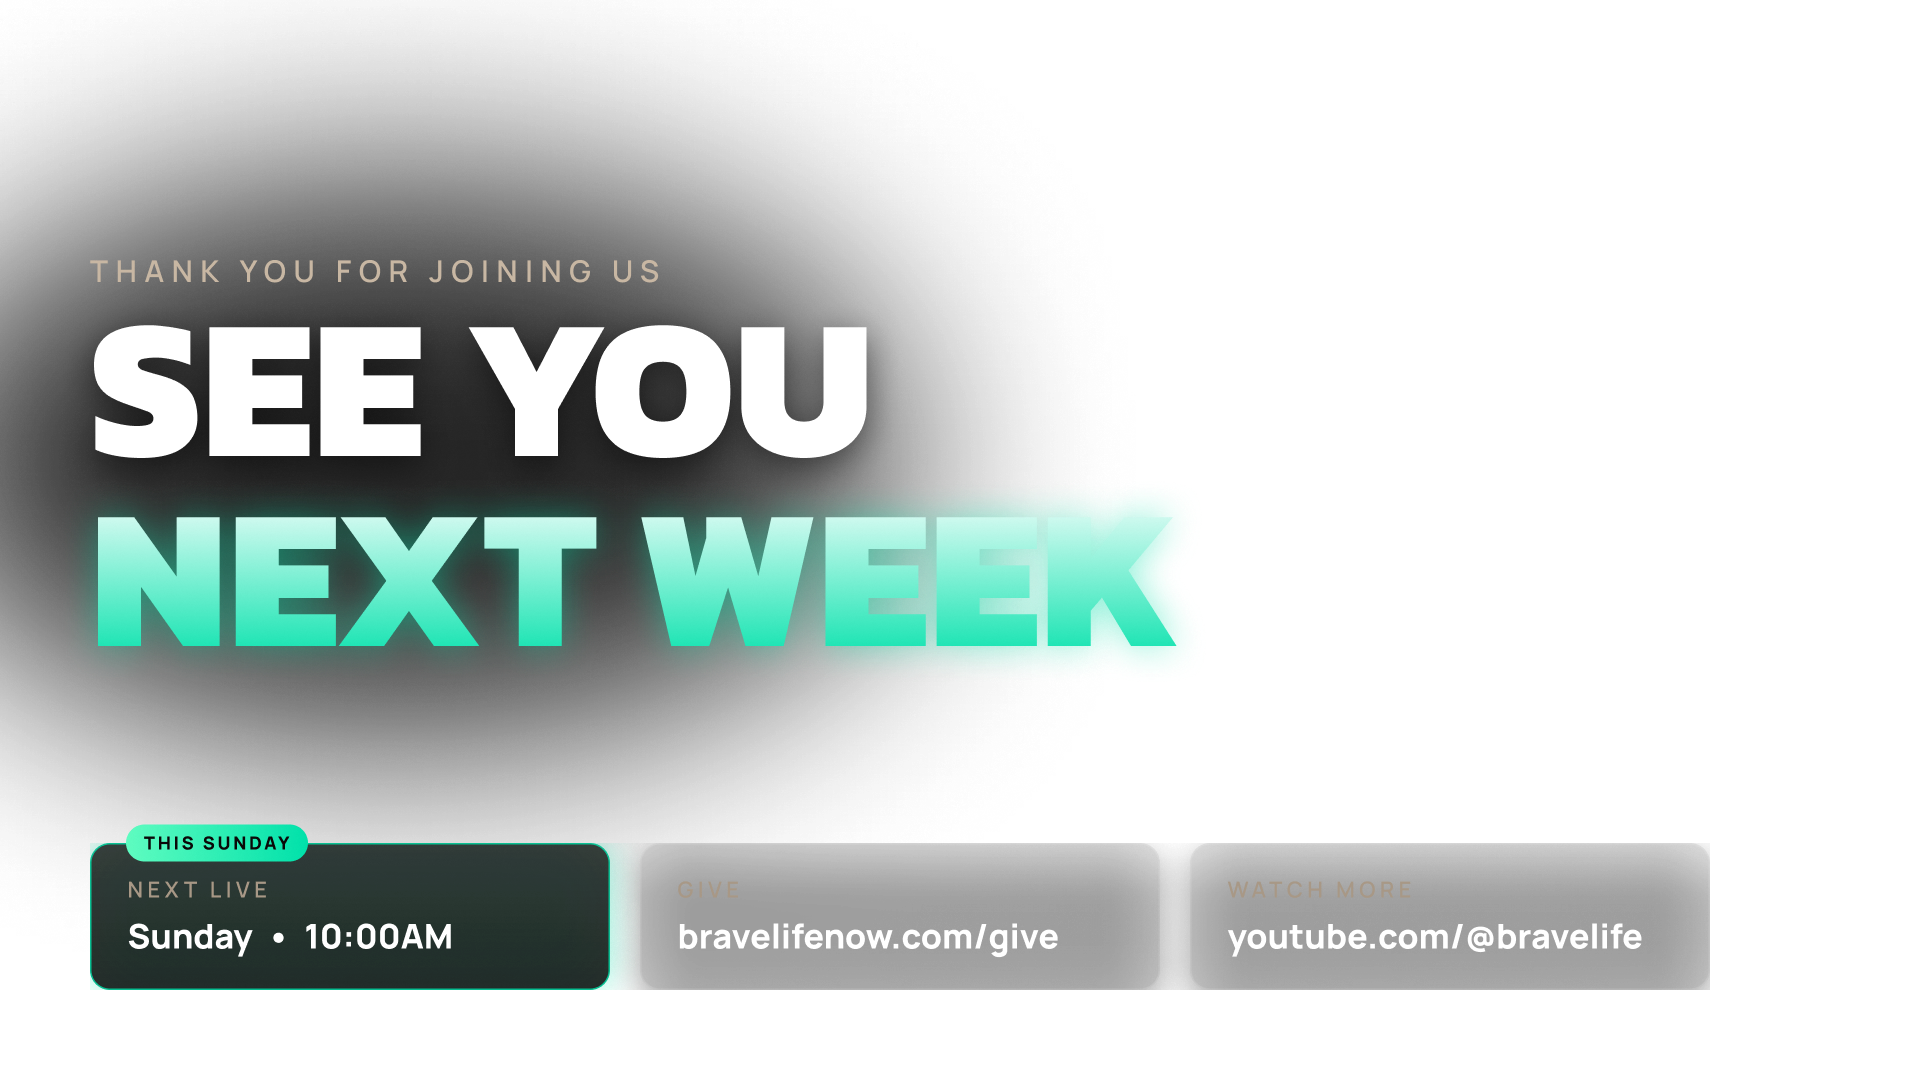 THANK YOU FOR JOINING US
SEE YOU
NEXT WEEK
THIS SUNDAY
NEXT LIVE
Sunday • 10:00AM
GIVE
bravelifenow.com/give
WATCH MORE
youtube.com/@bravelife